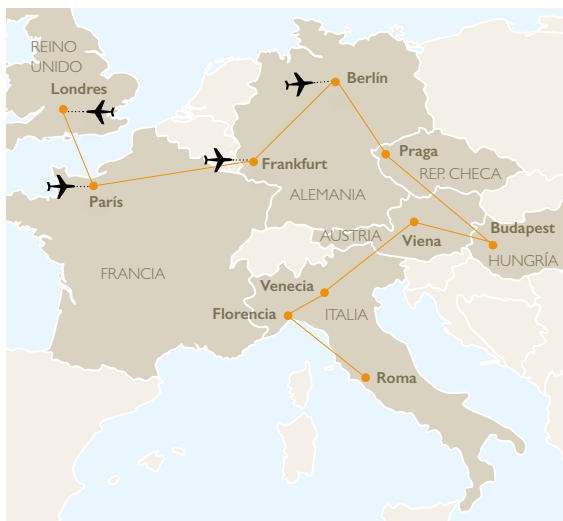 REINO
UNIDO
Londres
Berlín
Praga
Frankfurt
REP. CHECA
ALEMANIA
París
Budapest
AUSTRIA
Viena
HUNGRÍA
FRANCIA
Venecia
Florencia
ITALIA
Roma